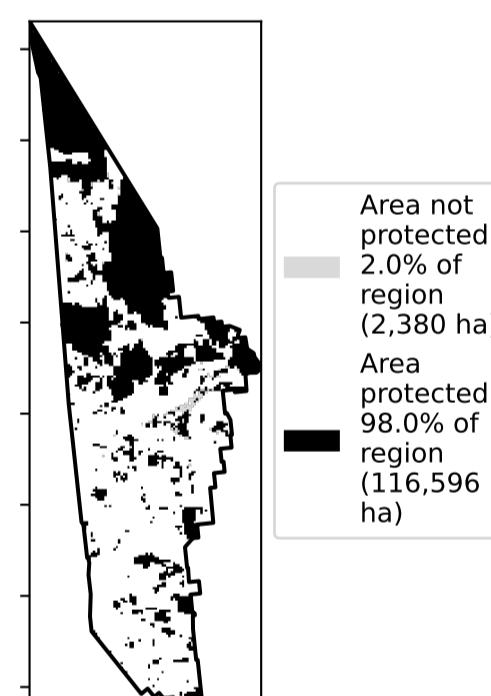 Area not
protected
2.0% of
region
(2,380 ha)
Area
protected
98.0% of
region
(116,596
ha)